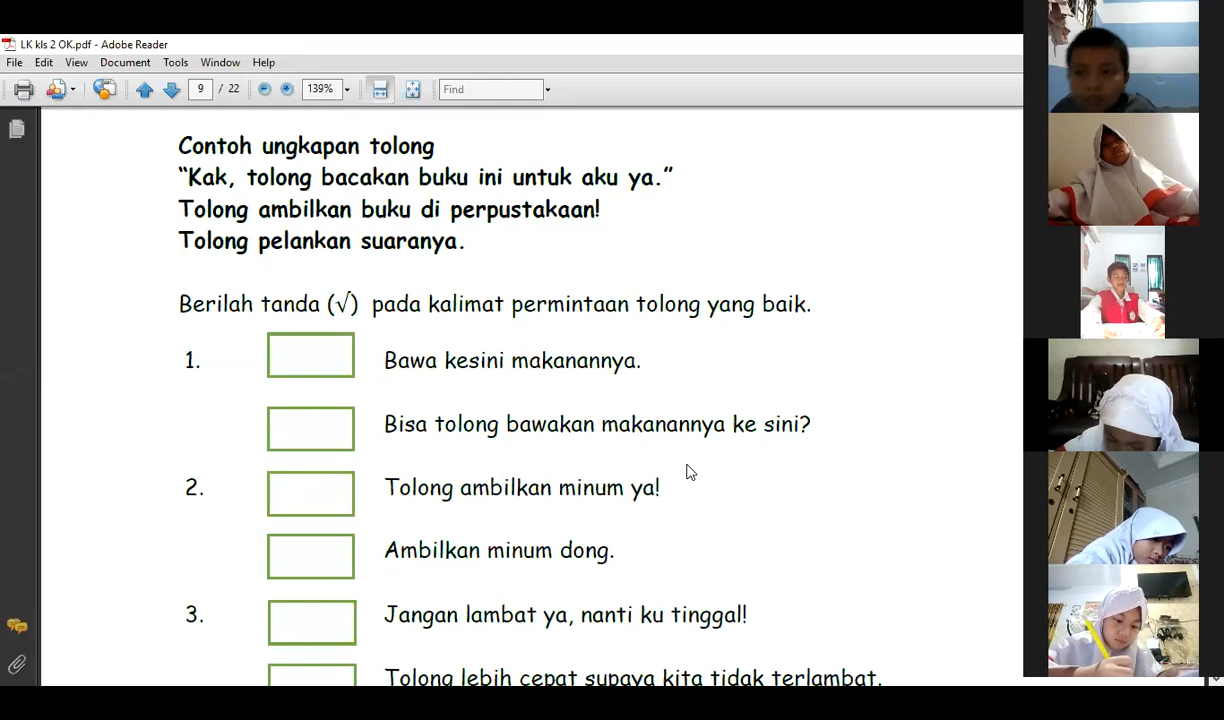 LK kls 2 OK.pdf - Adobe Reader
File Edit View Document Tools Window Help
9 / 22 139% Find
Contoh ungkapan tolong
“Kak, tolong bacakan buku ini untuk aku ya.”
Tolong ambilkan buku di perpustakaan!
Tolong pelankan suaranya.
Berilah tanda (√) pada kalimat permintaan tolong yang baik.
1. Bawa kesini makanannya.
Bisa tolong bawakan makanannya ke sini?
2. Tolong ambilkan minum ya!
Ambilkan minum dong.
3. Jangan lambat ya, nanti ku tinggal!
Tolong lebih cepat supaya kita tidak terlambat.